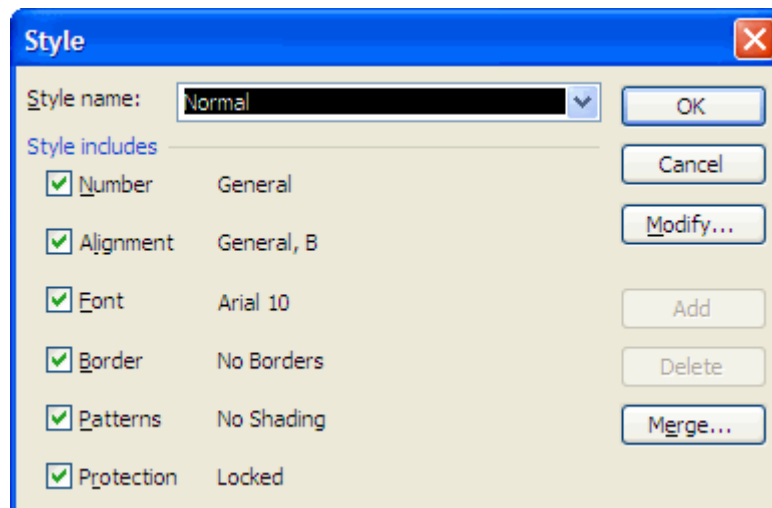 Style
Style name: Normal
OK
Style includes
Cancel
Number General
Modify...
Alignment General, B
Font Arial 10
Add
Border No Borders
Delete
Patterns No Shading
Merge...
Protection Locked